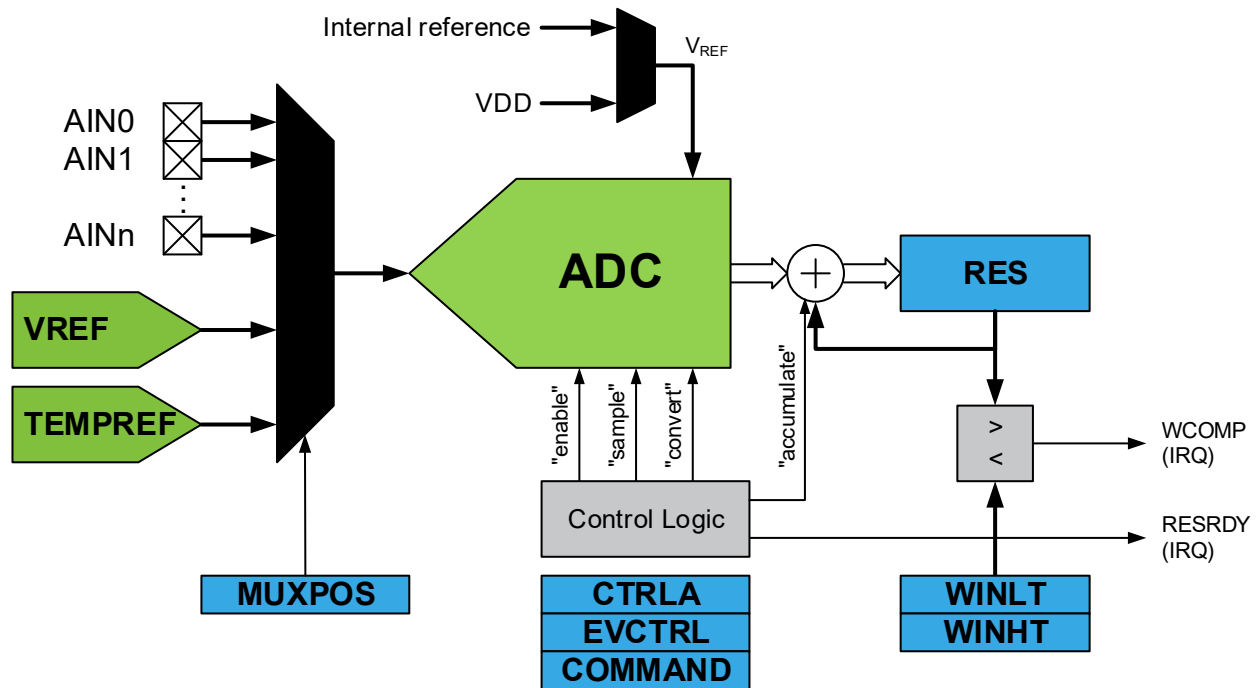 Internal reference
VREF
VDD
AIN0
AIN1
AINn
ADC
RES
VREF
TEMPREF
"enable"
"sample"
"convert"
"accumulate"
>
<
WCOMP
(IRQ)
Control Logic
RESRDY
(IRQ)
MUXPOS
CTRLA
EVCTRL
COMMAND
WINLT
WINHT